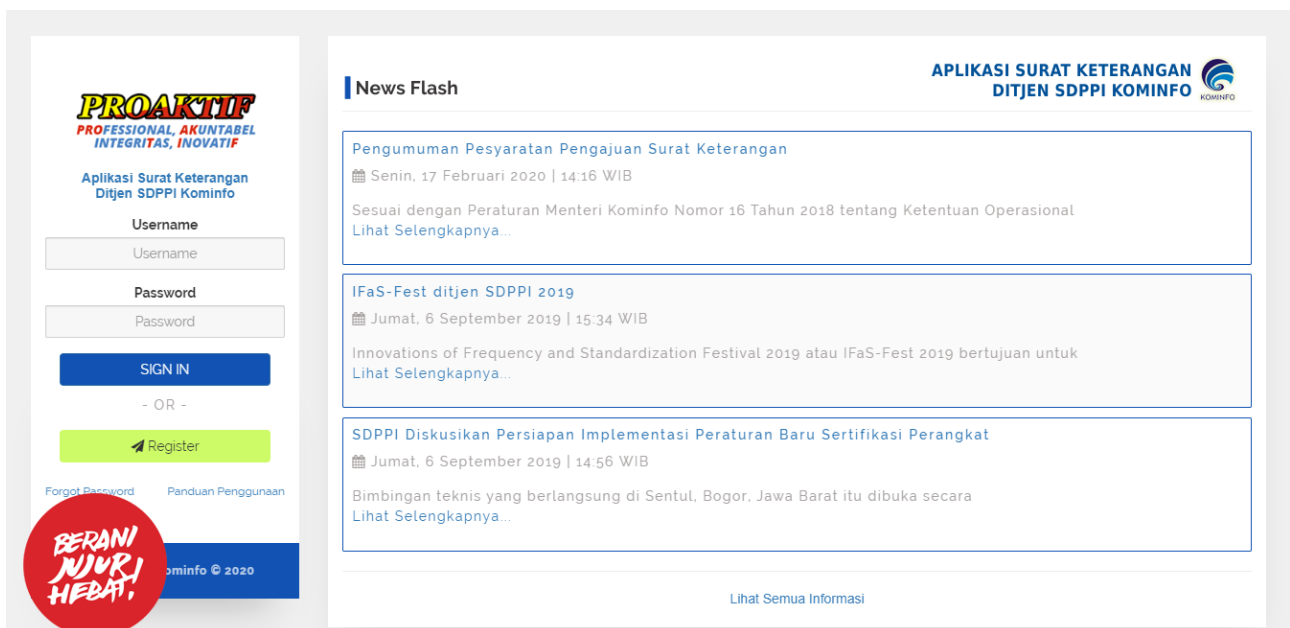 PROAKTIF
PROFESSIONAL, AKUNTABEL
INTEGRITAS, INOVATIF
Aplikasi Surat Keterangan
Ditjen SDPPI Kominfo
Username
Username
Password
Password
SIGN IN
- OR -
Register
Forgot Password
Panduan Penggunaan
BERANI
JUJUR
HEBAT!
ominfo © 2020
News Flash
APLIKASI SURAT KETERANGAN
DITJEN SDPPI KOMINFO
KOMINFO
Pengumuman Pesyaratan Pengajuan Surat Keterangan
Senin, 17 Februari 2020 | 14:16 WIB
Sesuai dengan Peraturan Menteri Kominfo Nomor 16 Tahun 2018 tentang Ketentuan Operasional
Lihat Selengkapnya...
IFaS-Fest ditjen SDPPI 2019
Jumat, 6 September 2019 | 15:34 WIB
Innovations of Frequency and Standardization Festival 2019 atau IFaS-Fest 2019 bertujuan untuk
Lihat Selengkapnya...
SDPPI Diskusikan Persiapan Implementasi Peraturan Baru Sertifikasi Perangkat
Jumat, 6 September 2019 | 14:56 WIB
Bimbingan teknis yang berlangsung di Sentul, Bogor, Jawa Barat itu dibuka secara
Lihat Selengkapnya...
Lihat Semua Informasi